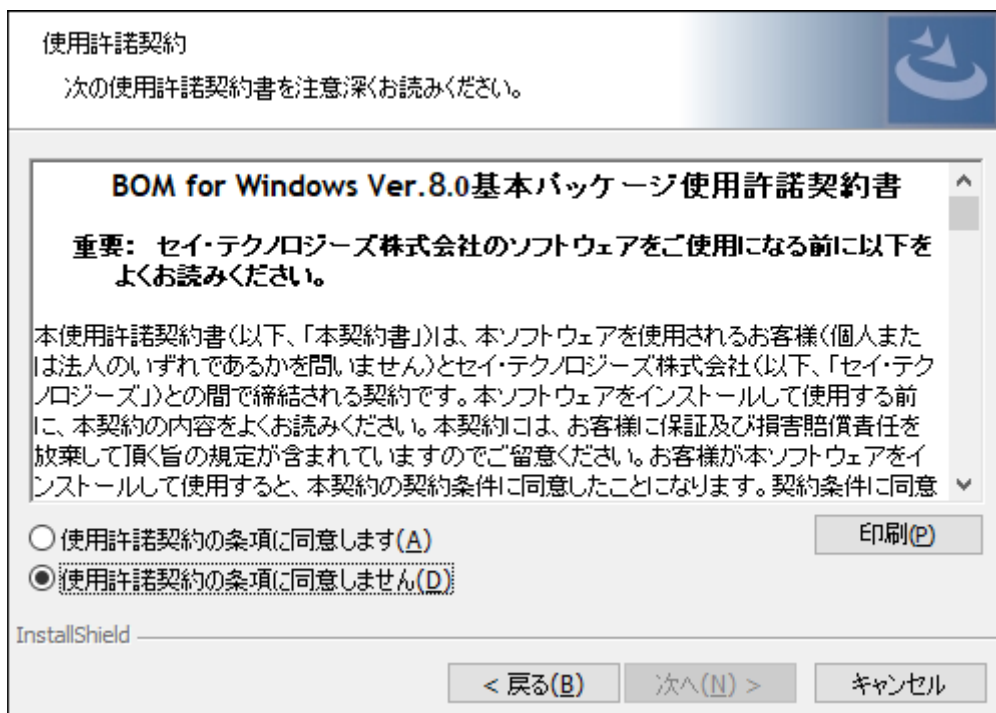 使用許諾契約
次の使用許諾契約書を注意深くお読みください。
BOM for Windows Ver.8.0基本パッケージ使用許諾契約書
重要: セイ・テクノロジーズ株式会社のソフトウェアをご使用になる前に以下を
よくお読みください。
本使用許諾契約書(以下、「本契約書」)は、本ソフトウェアを使用されるお客様(個人また
は法人のいずれであるかを問いません)とセイ・テクノロジーズ株式会社(以下、「セイ・テク
ノロジーズ」)との間で締結される契約です。本ソフトウェアをインストールして使用する前
に、本契約の内容をよくお読みください。本契約には、お客様に保証及び損害賠償責任を
放棄して頂く旨の規定が含まれていますのでご留意ください。お客様が本ソフトウェアをイ
ンストールして使用すると、本契約の契約条件に同意したことになります。契約条件に同意
使用許諾契約の条項に同意します(A)
印刷(P)
使用許諾契約の条項に同意しません(D)
InstallShield
< 戻る(B)
次へ(N) >
キャンセル